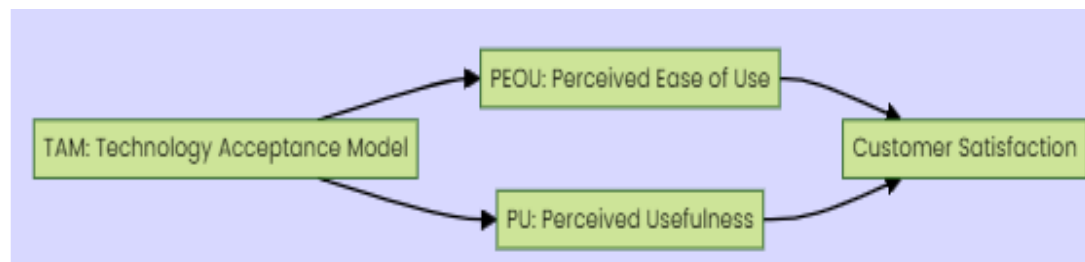 PEOU: Perceived Ease of Use
TAM: Technology Acceptance Model
Customer Satisfaction
PU: Perceived Usefulness